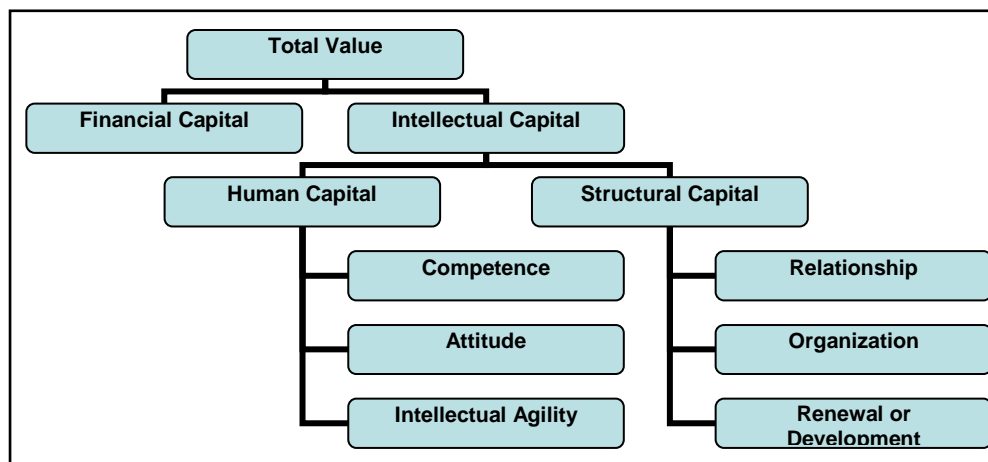 Total Value
Financial Capital
Intellectual Capital
Human Capital
Structural Capital
Competence
Relationship
Attitude
Organization
Intellectual Agility
Renewal or
Development